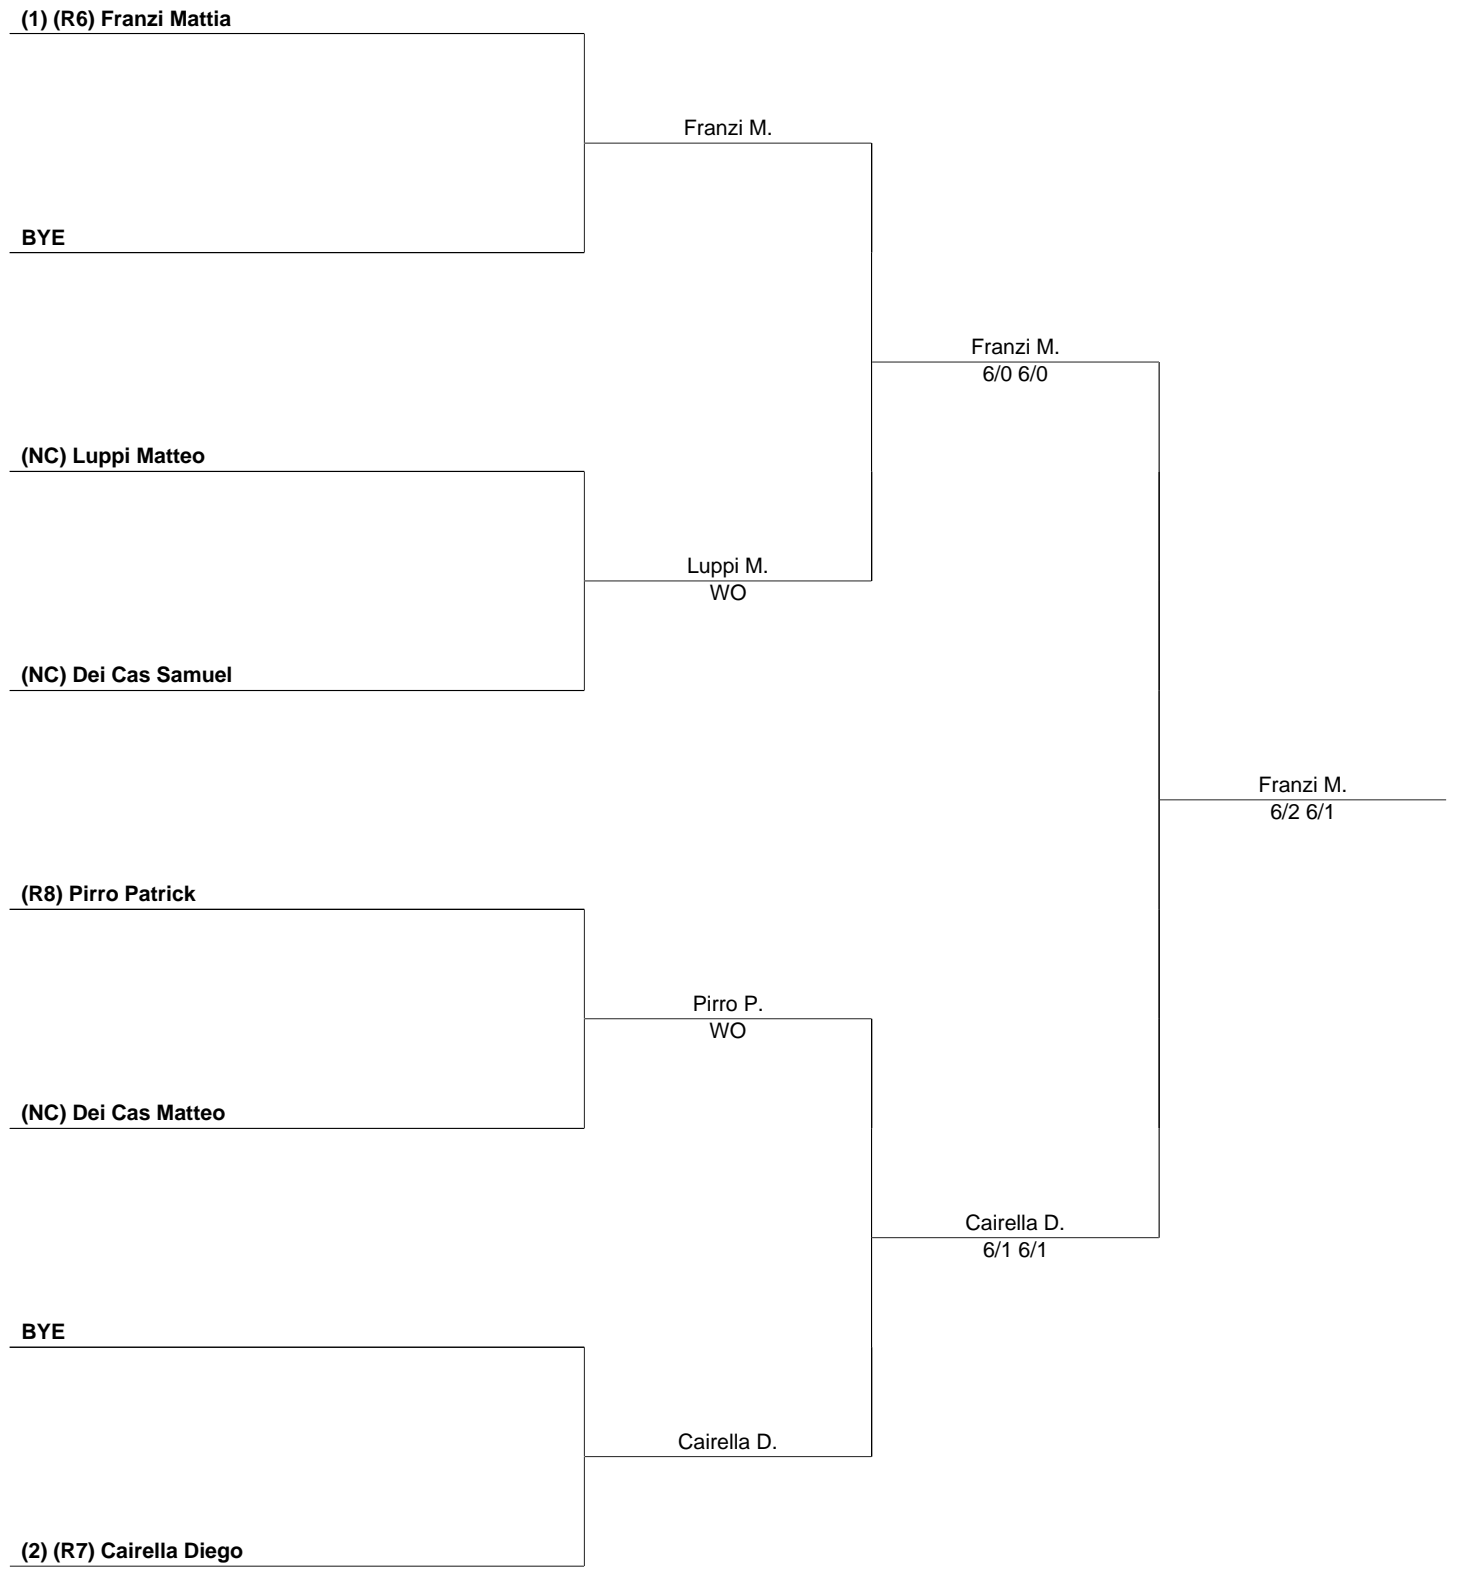 (1) (R6) Franzi Mattia
Franzi M.
BYE
Franzi M.
6/0 6/0
(NC) Luppi Matteo
Luppi M.
WO
(NC) Dei Cas Samuel
Franzi M.
6/2 6/1
(R8) Pirro Patrick
Pirro P.
WO
(NC) Dei Cas Matteo
Cairella D.
6/1 6/1
BYE
Cairella D.
(2) (R7) Cairella Diego